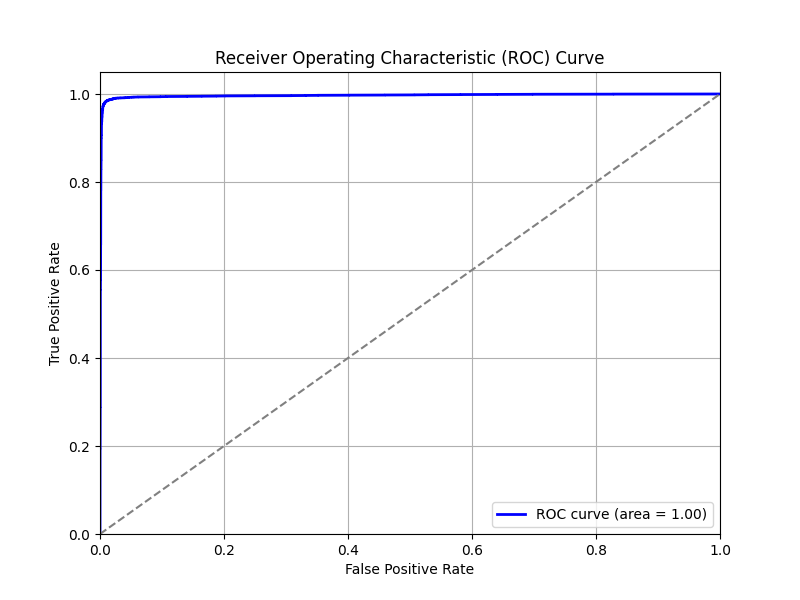 Receiver Operating Characteristic (ROC) Curve
True Positive Rate
1.0
0.8
0.6
0.4
0.2
0.0
ROC curve (area = 1.00)
0.0 0.2 0.4 0.6 0.8 1.0
False Positive Rate